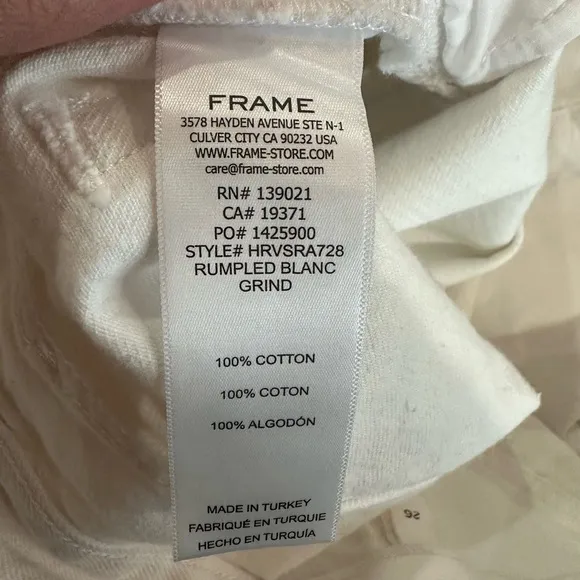 FRAME
3578 HAYDEN AVENUE STE N-1
CULVER CITY CA 90232 USA
WWW.FRAME-STORE.COM
care@frame-store.com
RN# 139021
CA# 19371
PO# 1425900
STYLE# HRVSRA728
RUMPLED BLANC
GRIND
100% COTTON
100% COTON
100% ALGODÓN
MADE IN TURKEY
FABRIQUÉ EN TURQUIE
HECHO EN TURQUÍA